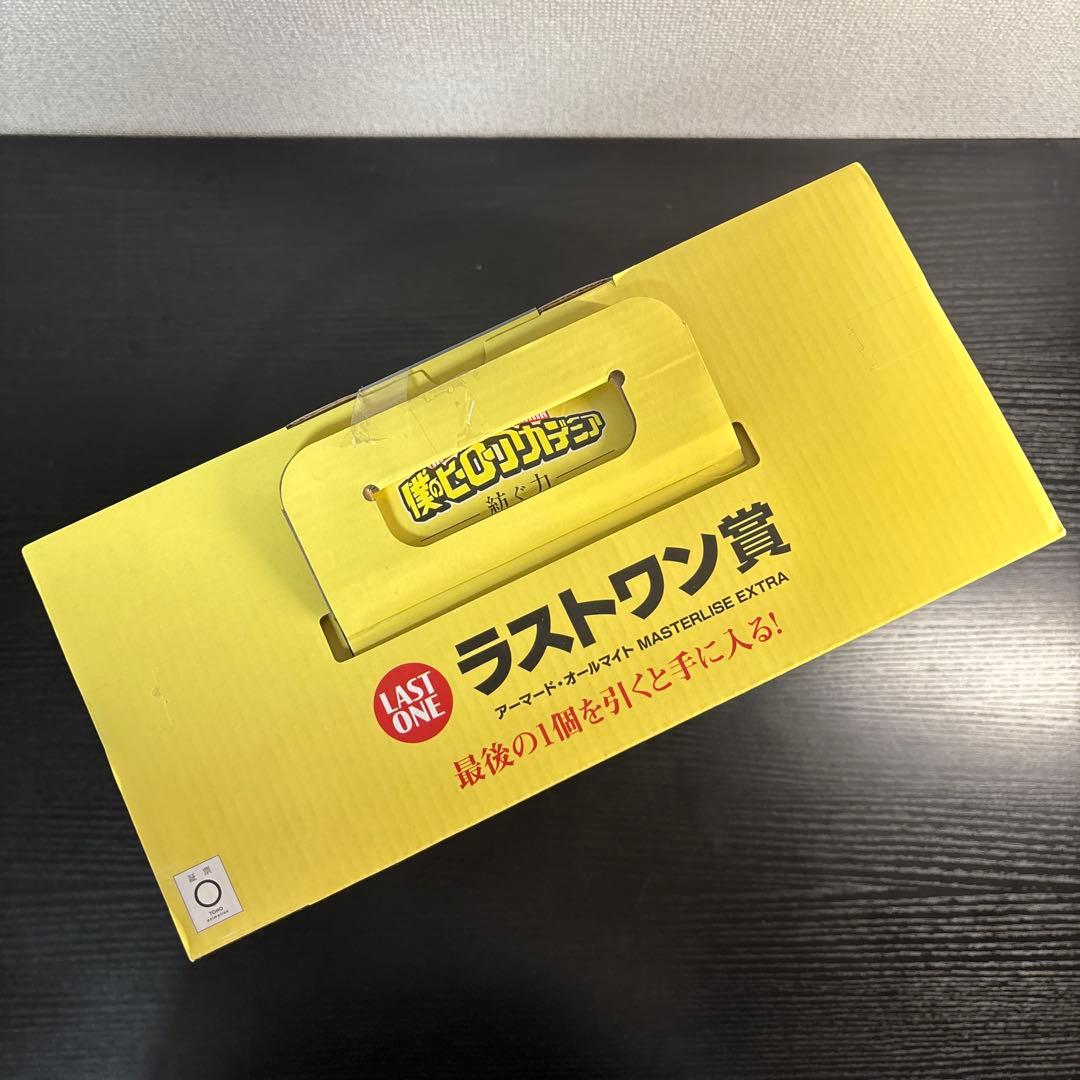 僕のヒーローアカデミア
紡ぐ力
ラストワン賞
アーマード・オールマイト MASTERLISE EXTRA
LAST
ONE
最後の1個を引くと手に入る!
証票
TOHO
animation